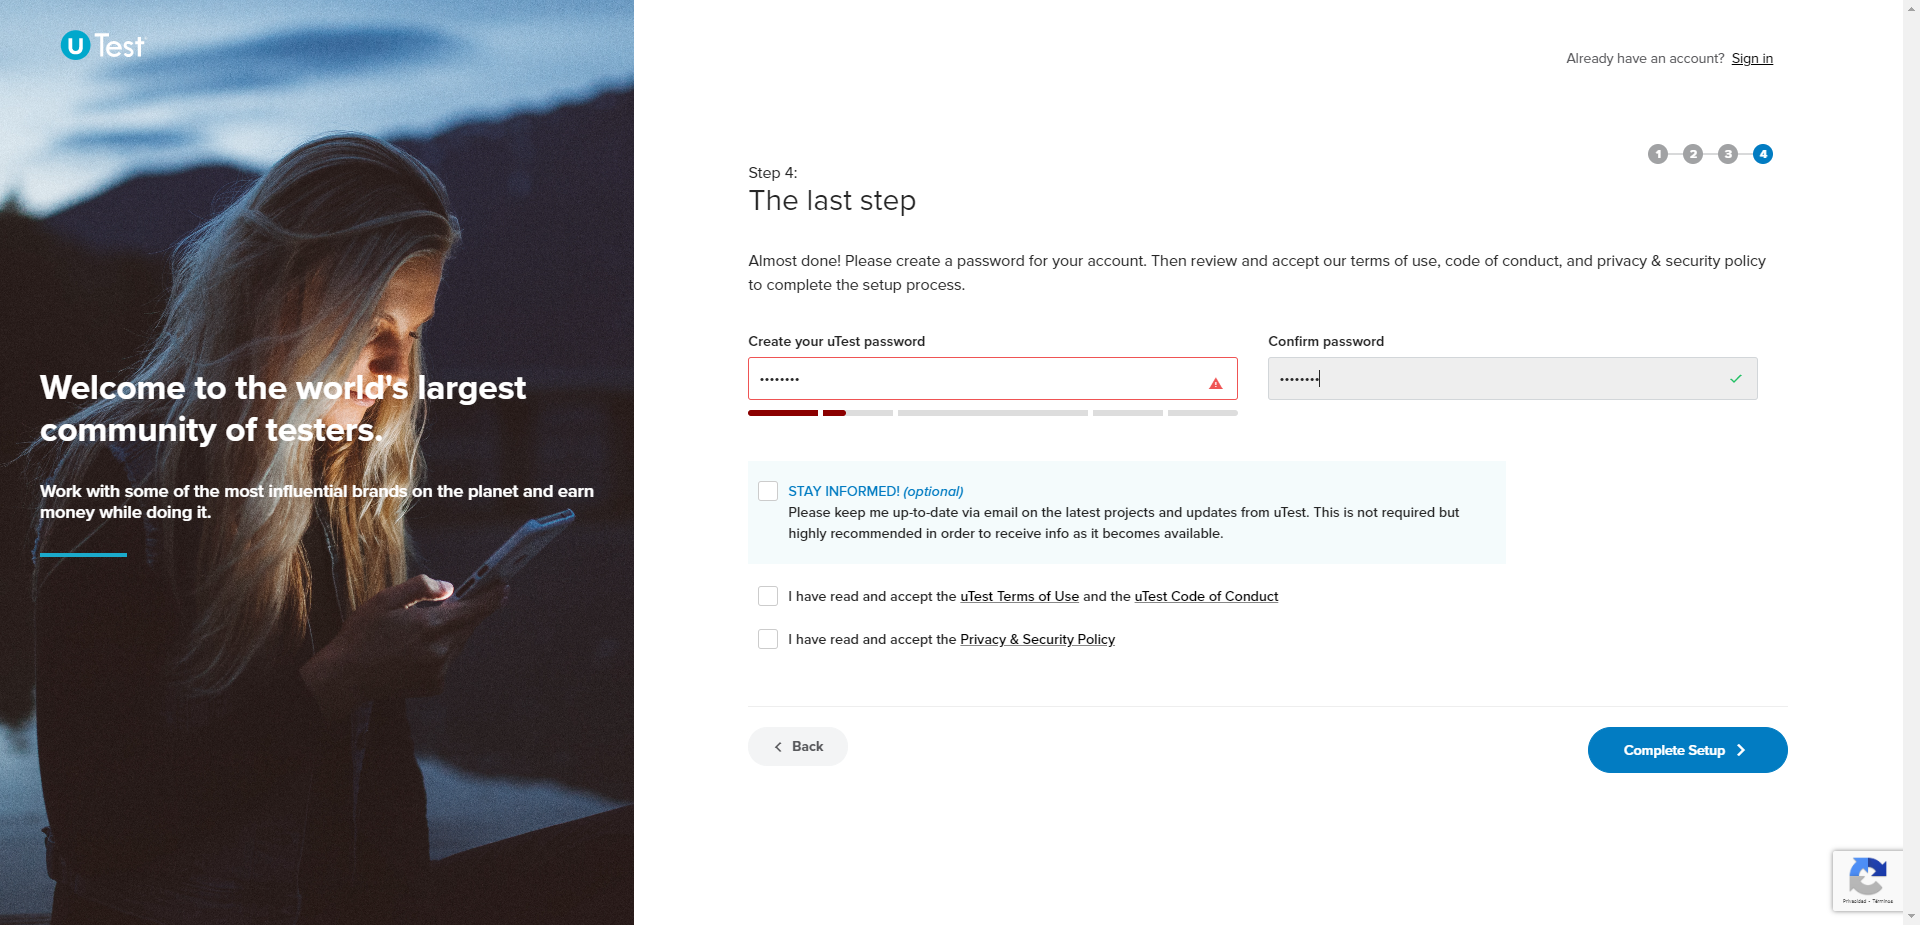 uTest
Welcome to the world's largest
community of testers.
Work with some of the most influential brands on the planet and earn
money while doing it.
Already have an account? Sign in
1 2 3 4
Step 4:
The last step
Almost done! Please create a password for your account. Then review and accept our terms of use, code of conduct, and privacy & security policy
to complete the setup process.
Create your uTest password
Confirm password
••••••••
••••••••
STAY INFORMED! (optional)
Please keep me up-to-date via email on the latest projects and updates from uTest. This is not required but
highly recommended in order to receive info as it becomes available.
I have read and accept the uTest Terms of Use and the uTest Code of Conduct
I have read and accept the Privacy & Security Policy
Back
Complete Setup
Privacidad - Términos